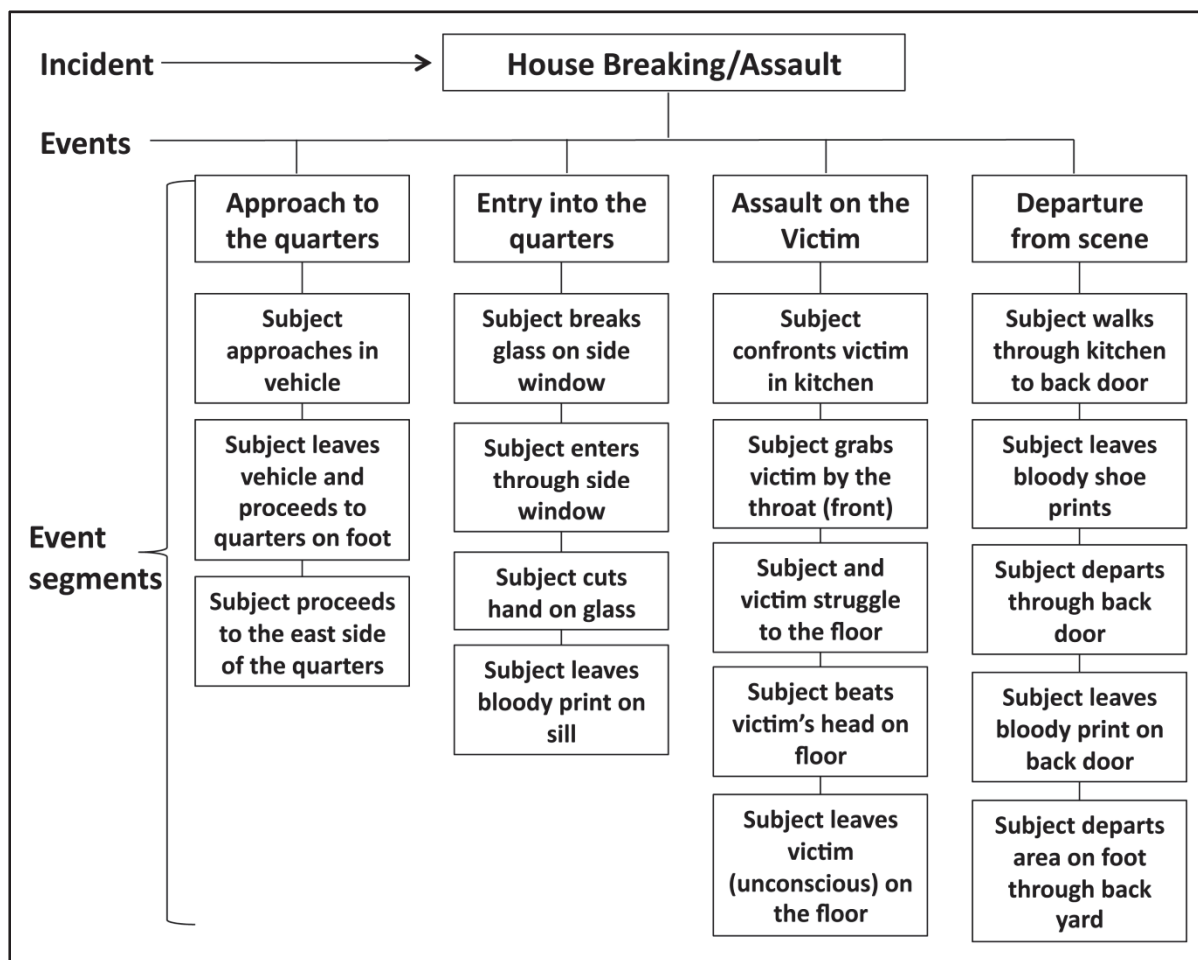 Incident
House Breaking/Assault
Events
Approach to
the quarters
Entry into the
quarters
Assault on the
Victim
Departure
from scene
Event
segments
Subject
approaches in
vehicle
Subject leaves
vehicle and
proceeds to
quarters on foot
Subject proceeds
to the east side
of the quarters
Subject breaks
glass on side
window
Subject enters
through side
window
Subject cuts
hand on glass
Subject leaves
bloody print on
sill
Subject
confronts victim
in kitchen
Subject grabs
victim by the
throat (front)
Subject and
victim struggle
to the floor
Subject beats
victim’s head on
floor
Subject leaves
victim
(unconscious) on
the floor
Subject walks
through kitchen
to back door
Subject leaves
bloody shoe
prints
Subject departs
through back
door
Subject leaves
bloody print on
back door
Subject departs
area on foot
through back
yard